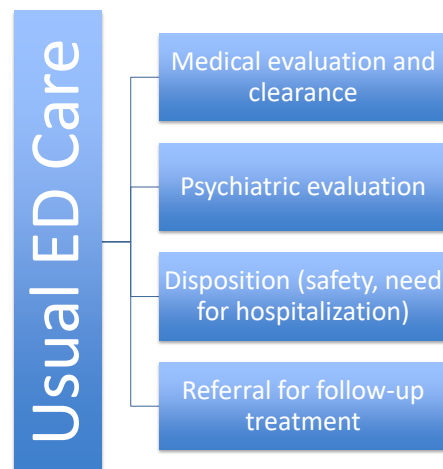 Usual ED Care
Medical evaluation and
clearance
Psychiatric evaluation
Disposition (safety, need
for hospitalization)
Referral for follow-up
treatment